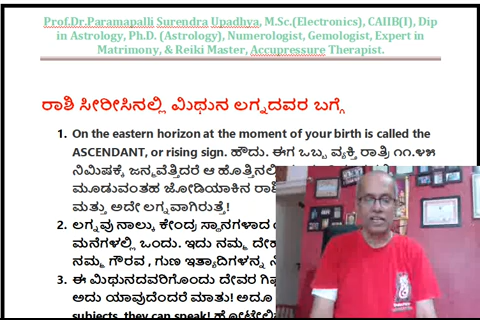 Prof.Dr.Paramapalli Surendra Upadhya, M.Sc.(Electronics), CAIIB(I), Dip
in Astrology, Ph.D. (Astrology), Numerologist, Gemologist, Expert in
Matrimony, & Reiki Master, Accupressure Therapist.
ರಾಶಿ ಸೀರೀಸಿನಲ್ಲಿ ಮಿಥುನ ಲಗ್ನದವರ ಬಗ್ಗೆ
1. On the eastern horizon at the moment of your birth is called the
ASCENDANT, or rising sign. ಹೌದು. ಈಗ ಒಬ್ಬ ವ್ಯಕ್ತಿ ರಾತ್ರಿ ೧೧.೪೫
ನಿಮಿಷಕ್ಕೆ ಜನ್ಮವೆತ್ತಿದರೆ ಆ ಹೊತ್ತಿನಲ್ಲಿ
ಮೂಡುವಂತಹ ಜೋಡಿಯಾಕಿನ ರಾಶಿ
ಮತ್ತು ಅದೇ ಲಗ್ನವಾಗಿರುತ್ತೆ!
2. ಲಗ್ನವು ನಾಲ್ಕು ಕೇಂದ್ರ ಸ್ಥಾನಗಳಾದ
ಮನೆಗಳಲ್ಲಿ ಒಂದು. ಇದು ನಮ್ಮ ದೇಹ
ನಮ್ಮ ಗೌರವ , ಗುಣ ಇತ್ಯಾದಿಗಳನ್ನ
3. ಈ ಮಿಥುನದವರಿಗೊಂದು ದೇವರ
ಅದು ಯಾವುದೆಂದರೆ ಮಾತು! ಅದೂ
subjects, they can speak!